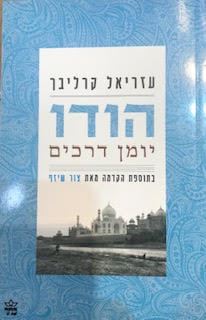 עזריאל קרליבך
הודו
יומן דרכים
בתוספת הקדמה מאת צור שיזף